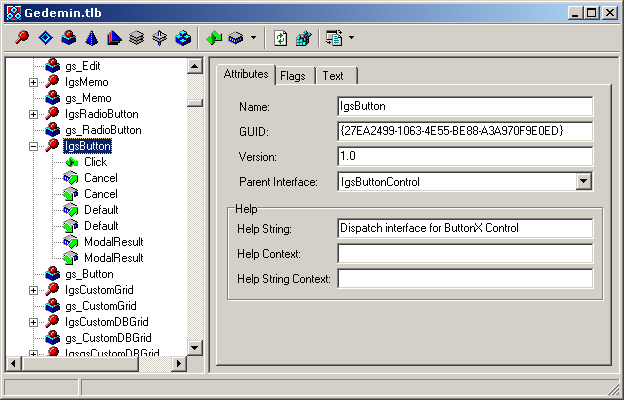 Gedemin.tlb
gs_Edit
IgsMemo
gs_Memo
IgsRadioButton
gs_RadioButton
IgsButton
Click
Cancel
Cancel
Default
Default
ModalResult
ModalResult
gs_Button
IgsCustomGrid
gs_CustomGrid
IgsCustomDBGrid
gs_CustomDBGrid
IgsgsCustomDBGrid
Attributes Flags Text
Name: IgsButton
GUID: {27EA2499-1063-4E55-BE88-A3A970F9E0ED}
Version: 1.0
Parent Interface: IgsButtonControl
Help
Help String: Dispatch interface for ButtonX Control
Help Context:
Help String Context: